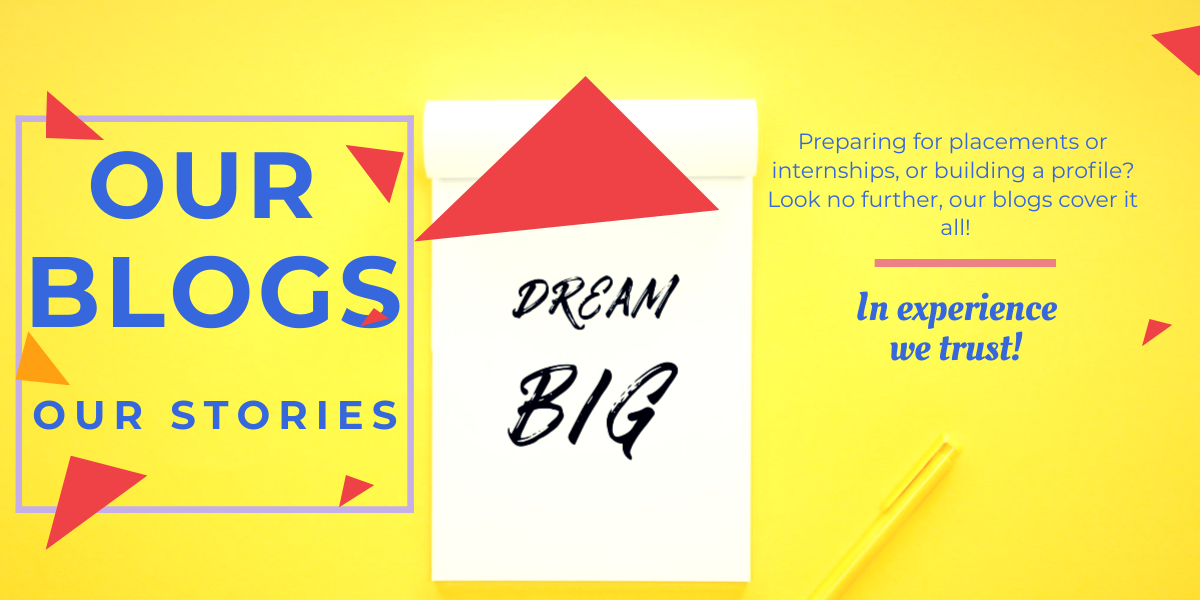 OUR
BLOGS
OUR STORIES
DREAM
BIG
Preparing for placements or
internships, or building a profile?
Look no further, our blogs cover it
all!
In experience
we trust!